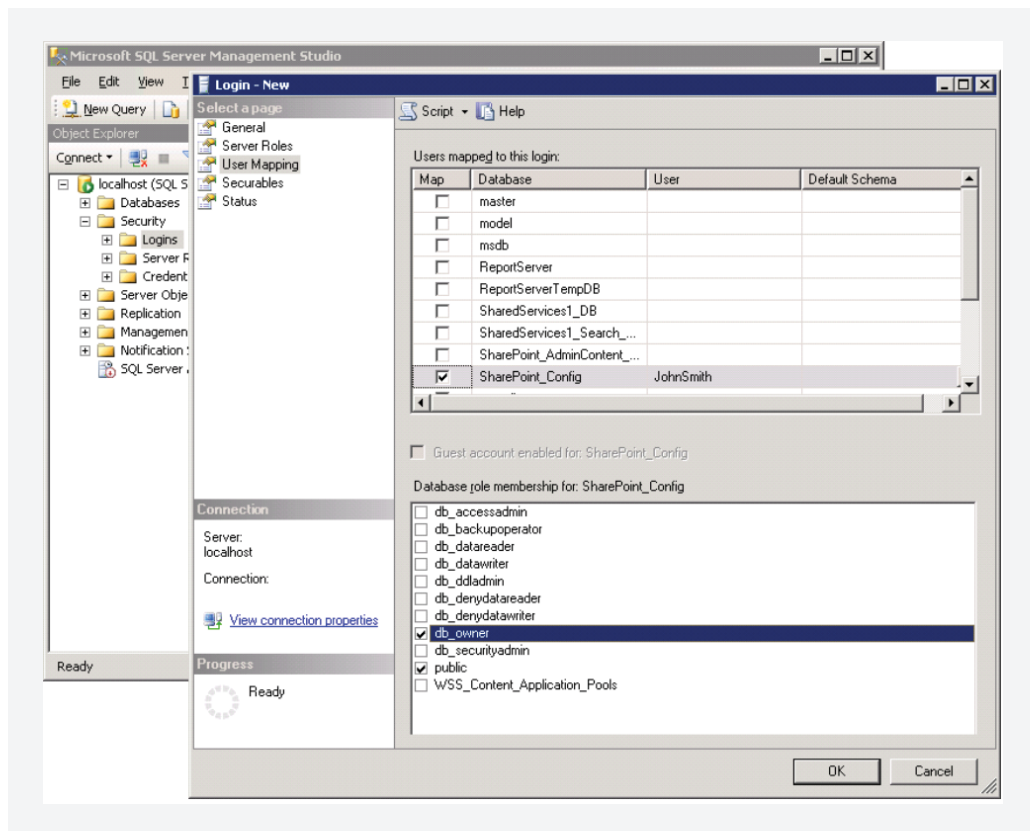 Microsoft SQL Server Management Studio
File Edit View
Login - New
New Query
Select a page
Script Help
Object Explorer
General
Server Roles
User Mapping
Securables
Status
Connect
localhost (SQL S
Databases
Security
Logins
Server R
Credent
Server Obje
Replication
Managemen
Notification
SQL Server
Users mapped to this login:
Map Database User Default Schema
master
model
msdb
ReportServer
ReportServerTempDB
SharedServices1_DB
SharedServices1_Search_...
SharePoint_AdminContent_...
SharePoint_Config JohnSmith
Guest account enabled for: SharePoint_Config
Database role membership for: SharePoint_Config
db_accessadmin
db_backupoperator
db_datareader
db_datawriter
db_ddladmin
db_denydatareader
db_denydatawriter
db_owner
db_securityadmin
public
WSS_Content_Application_Pools
Connection
Server:
localhost
Connection:
View connection properties
Progress
Ready
Ready
OK Cancel